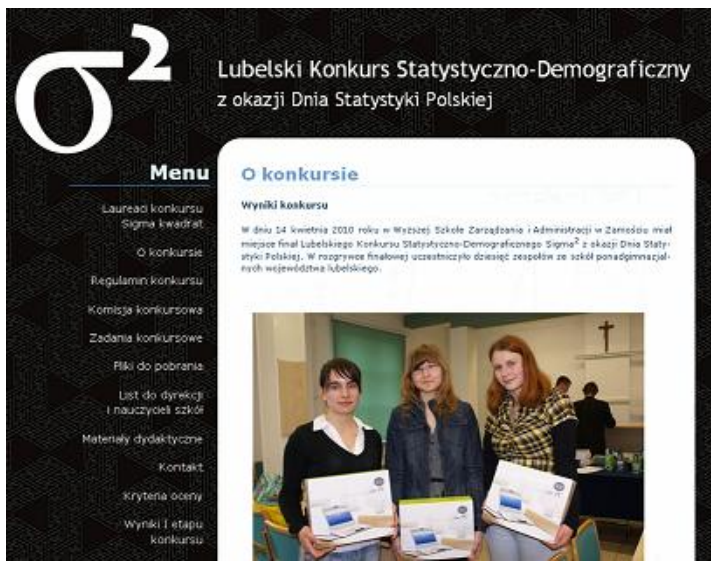 σ²
Lubelski Konkurs Statystyczno-Demograficzny
z okazji Dnia Statystyki Polskiej
Menu
Laureaci konkursu
Sigma kwadrat
O konkursie
Regulamin konkursu
Komisja konkursowa
Zadania konkursowe
Pliki do pobrania
List do dyrekcji
i nauczycieli szkół
Materiały dydaktyczne
Kontakt
Kryteria oceny
Wyniki I etapu
konkursu
O konkursie
Wyniki konkursu
W dniu 14 kwietnia 2010 roku w Wyższej Szkole Zarządzania i Administracji w Zamościu miał
miejsce finał Lubelskiego Konkursu Statystyczno-Demograficznego Sigma² z okazji Dnia Staty-
styki Polskiej. W rozgrywce finałowej uczestniczyło dziesięć zespołów ze szkół ponadgimnazjal-
nych województwa lubelskiego.